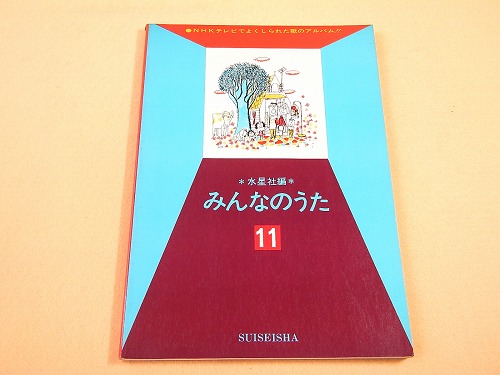 ●NHKテレビでよくしられた歌のアルバム!!
＊水星社編＊
みんなのうた
11
SUISEISHA